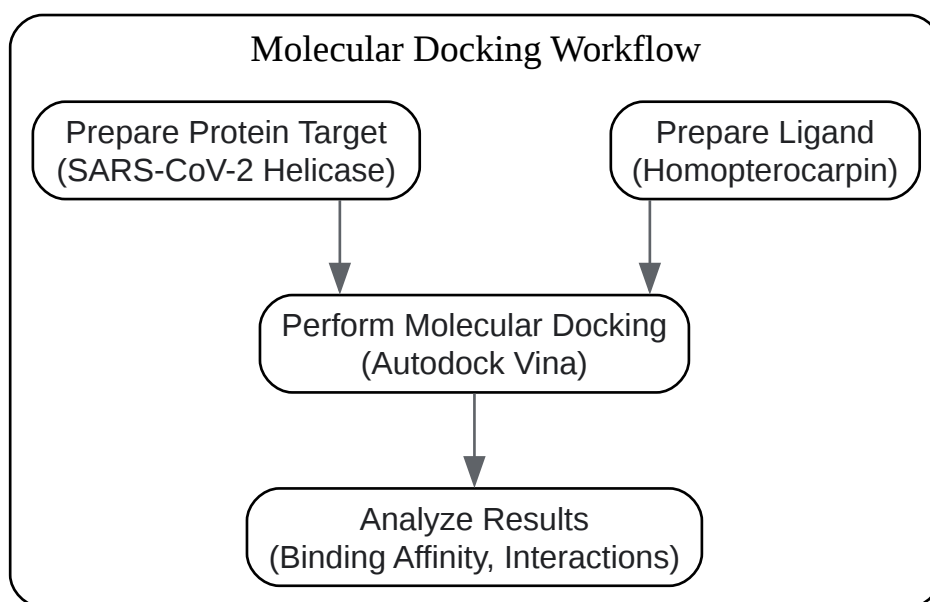 Molecular Docking Workflow
Prepare Protein Target
(SARS-CoV-2 Helicase)
Prepare Ligand
(Homopterocarpin)
Perform Molecular Docking
(Autodock Vina)
Analyze Results
(Binding Affinity, Interactions)